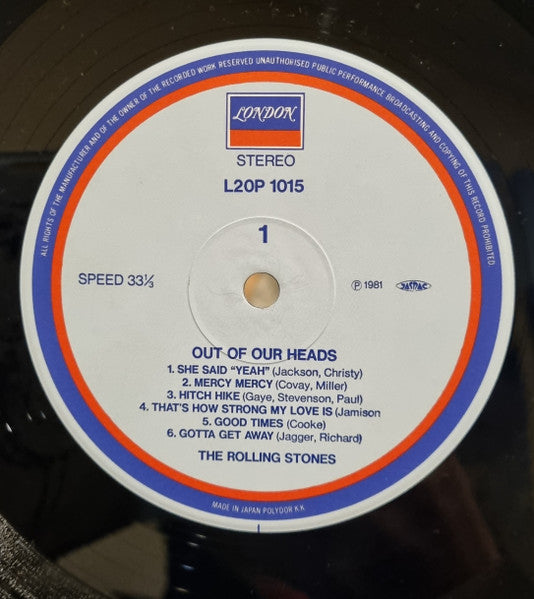 ALL RIGHTS OF THE MANUFACTURER AND OF THE OWNER OF THE RECORDED WORK RESERVED UNAUTHORISED PUBLIC PERFORMANCE BROADCASTING AND COPYING OF THIS RECORD PROHIBITED
LONDON
STEREO
L20P 1015
1
SPEED 33⅓
Ⓟ 1981
JASRAC
OUT OF OUR HEADS
1. SHE SAID "YEAH" (Jackson, Christy)
2. MERCY MERCY (Covay, Miller)
3. HITCH HIKE (Gaye, Stevenson, Paul)
4. THAT'S HOW STRONG MY LOVE IS (Jamison
5. GOOD TIMES (Cooke)
6. GOTTA GET AWAY (Jagger, Richard)
THE ROLLING STONES
MADE IN JAPAN POLYDOR K.K